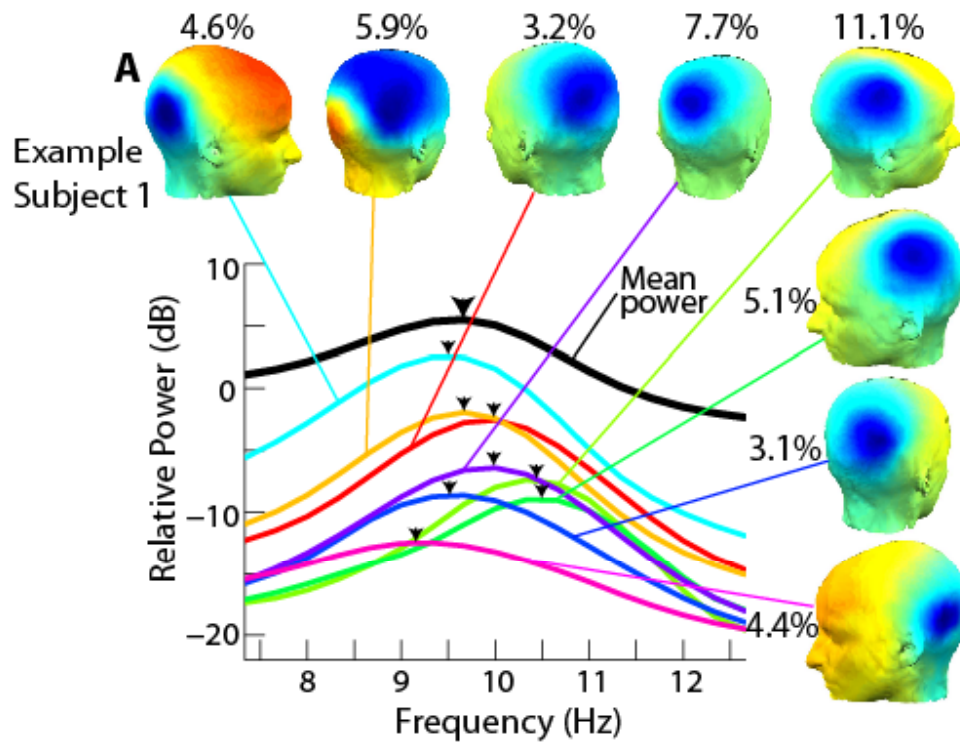 4.6% 5.9% 3.2% 7.7% 11.1%
A
Example
Subject 1
Mean
power
5.1%
3.1%
4.4%
10
0
−10
−20
Relative Power (dB)
8 9 10 11 12
Frequency (Hz)